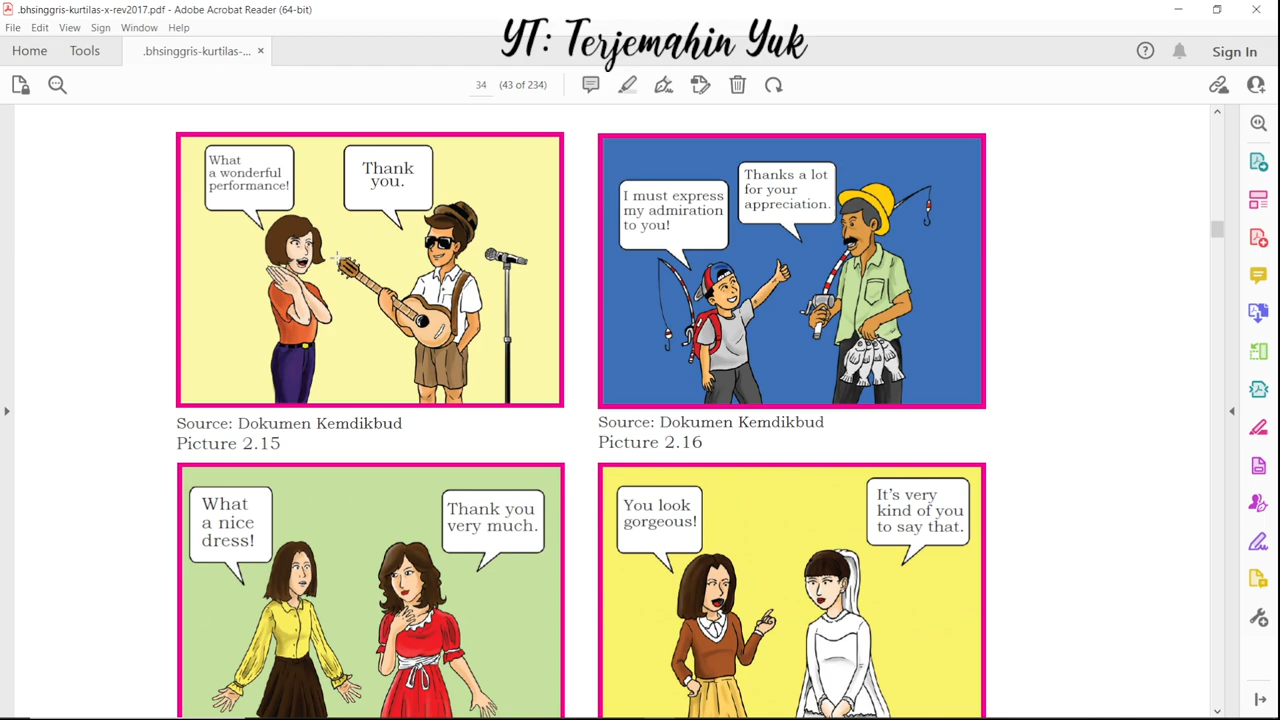 .bhsinggris-kurtilas-x-rev2017.pdf - Adobe Acrobat Reader (64-bit)
File Edit View Sign Window Help
YT: Terjemahin Yuk
Home Tools .bhsinggris-kurtilas-... × Sign In
34 (43 of 234)
What
a wonderful
performance!
Thank
you.
I must express
my admiration
to you!
Thanks a lot
for your
appreciation.
Source: Dokumen Kemdikbud
Picture 2.15
Source: Dokumen Kemdikbud
Picture 2.16
What
a nice
dress!
Thank you
very much.
You look
gorgeous!
It's very
kind of you
to say that.